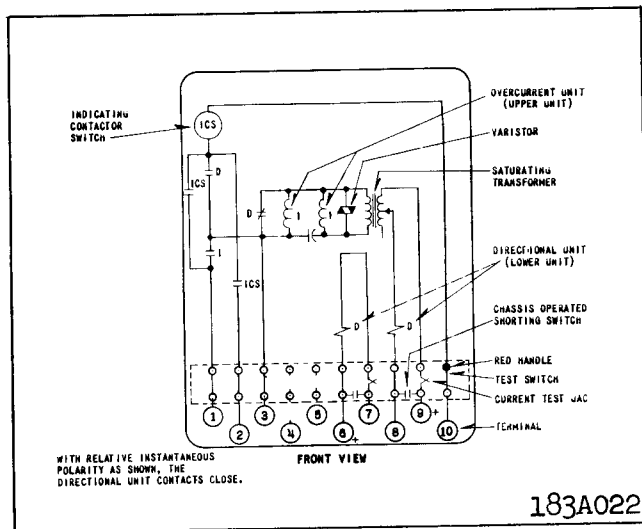 OVERCURRENT UNIT
(UPPER UNIT)
INDICATING
CONTACTOR
SWITCH
ICS
VARISTOR
SATURATING
TRANSFORMER
ICS
D
D
I
I
I
ICS
DIRECTIONAL UNIT
(LOWER UNIT)
D
D
CHASSIS OPERATED
SHORTING SWITCH
RED HANDLE
TEST SWITCH
CURRENT TEST JAC
TERMINAL
1
2
3
4
5
6
+
7
8
9
+
10
WITH RELATIVE INSTANTANEOUS
POLARITY AS SHOWN, THE
DIRECTIONAL UNIT CONTACTS CLOSE.
FRONT VIEW
183A022